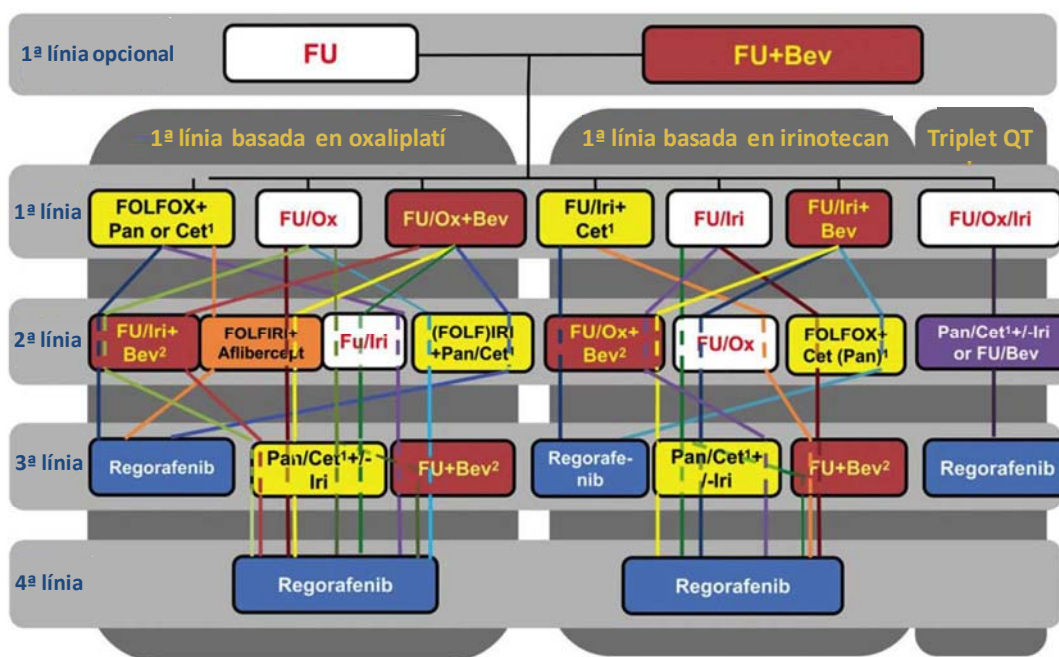 1ª línia opcional
FU
FU+Bev
1ª línia basada en oxaliplatí
1ª línia basada en irinotecan
Triplet QT
1ª línia
FOLFOX+
Pan or Cet¹
FU/Ox
FU/Ox+Bev
FU/Iri+
Cet¹
FU/Iri
FU/Iri+
Bev
FU/Ox/Iri
2ª línia
FU/Iri+
Bev²
FOLFIRI+
Aflibercept
Fu/Iri
(FOLF)IRI
+Pan/Cet¹
FU/Ox+
Bev²
FU/Ox
FOLFOX+
Cet (Pan)¹
Pan/Cet¹+/-Iri
or FU/Bev
3ª línia
Regorafenib
Pan/Cet¹+/-
Iri
FU+Bev²
Regorafe-
nib
Pan/Cet¹+
/-Iri
FU+Bev²
Regorafenib
4ª línia
Regorafenib
Regorafenib